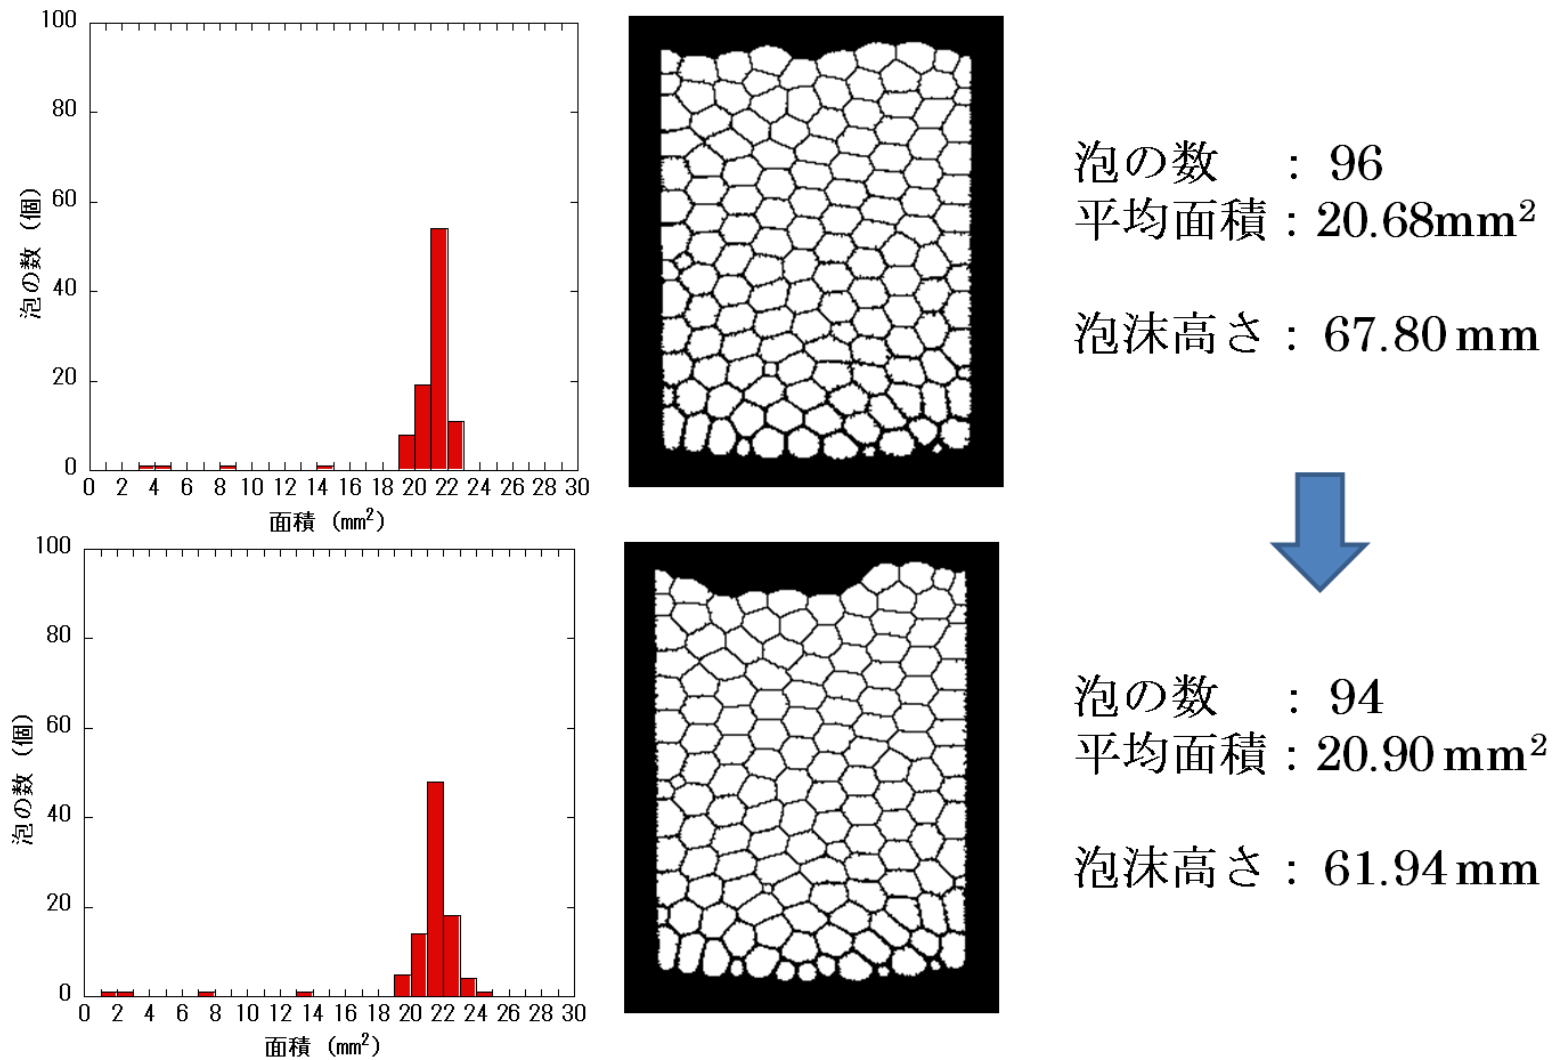 100
80
60
40
20
0
泡の数 (個)
0 2 4 6 8 10 12 14 16 18 20 22 24 26 28 30
面積 (mm²)
泡の数 : 96
平均面積 : 20.68mm²
泡沫高さ : 67.80 mm
100
80
60
40
20
0
泡の数 (個)
0 2 4 6 8 10 12 14 16 18 20 22 24 26 28 30
面積 (mm²)
泡の数 : 94
平均面積 : 20.90 mm²
泡沫高さ : 61.94 mm